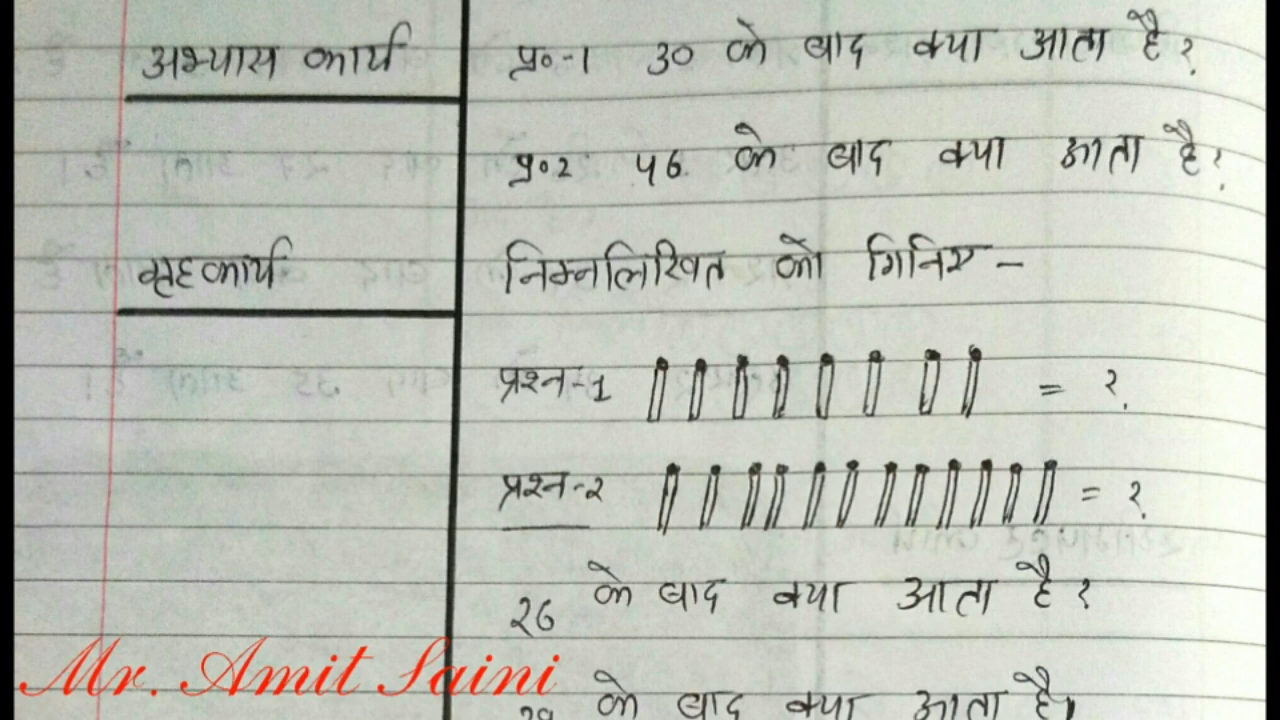 अभ्यास कार्य
प्र०-1 30 के बाद क्या आता है?
प्र०2 46 के बाद क्या आता है?
गृहकार्य
निम्नलिखित को गिनिए -
प्रश्न-1 = ?
प्रश्न-2 = ?
26 के बाद क्या आता है?
के बाद क्या आता है।
Mr. Amit Saini